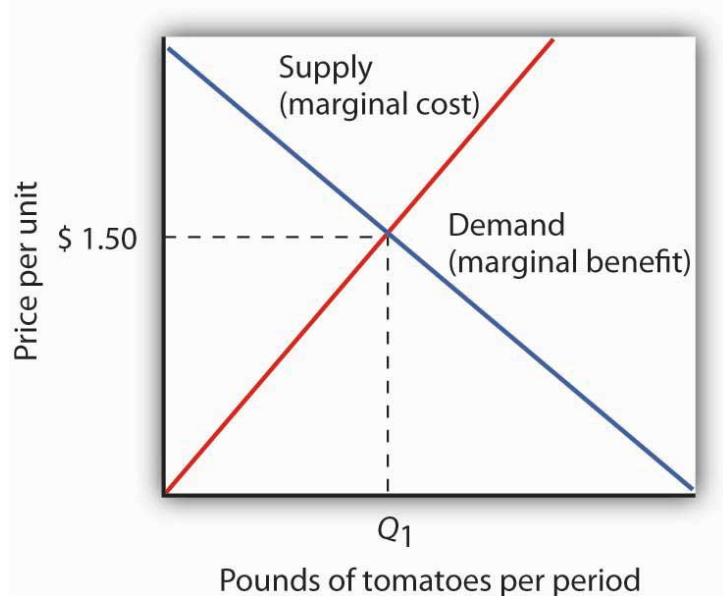 Supply
(marginal cost)
Demand
(marginal benefit)
Price per unit
$ 1.50
Q1
Pounds of tomatoes per period